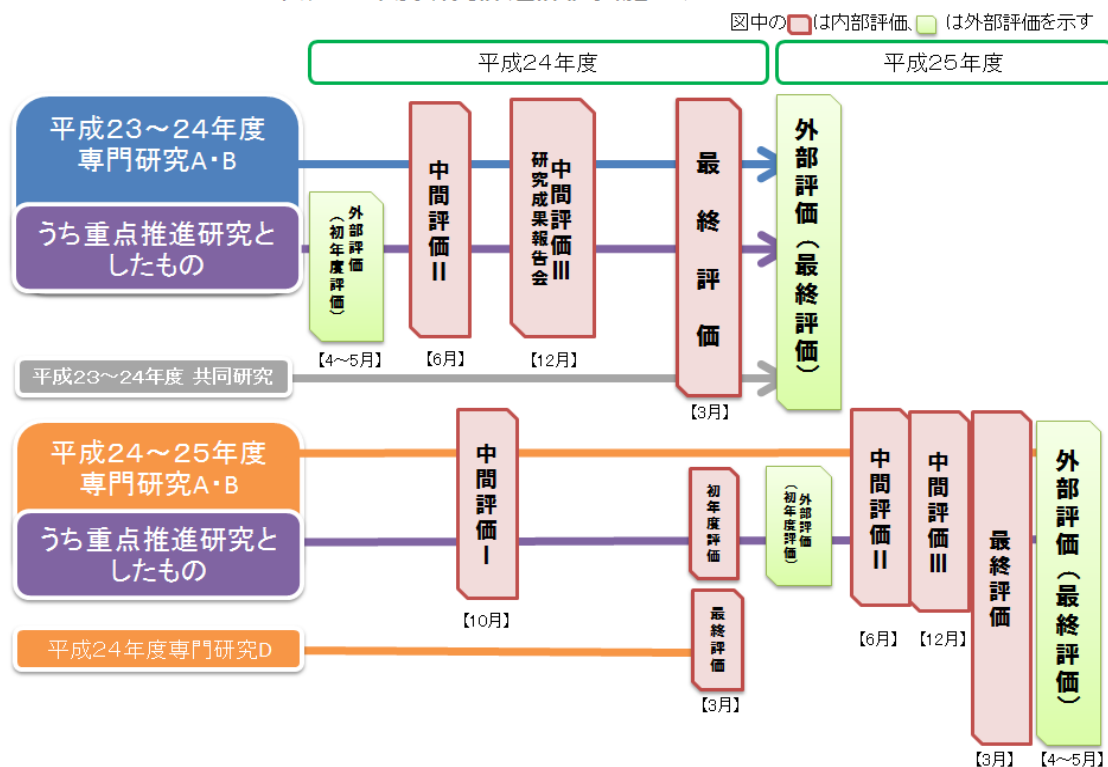 図中の は内部評価、 は外部評価を示す
平成24年度
平成25年度
平成23～24年度
専門研究A・B
うち重点推進研究と
したもの
外部評価
（初年度評価）
【4～5月】
中間評価Ⅱ
【6月】
中間評価Ⅲ
研究成果報告会
【12月】
最終評価
【3月】
外部評価（最終評価）
平成23～24年度 共同研究
平成24～25年度
専門研究A・B
うち重点推進研究と
したもの
中間評価Ⅰ
【10月】
初年度評価
外部評価
（初年度評価）
中間評価Ⅱ
【6月】
中間評価Ⅲ
【12月】
最終評価
【3月】
外部評価（最終評価）
【4～5月】
平成24年度専門研究D
最終評価
【3月】